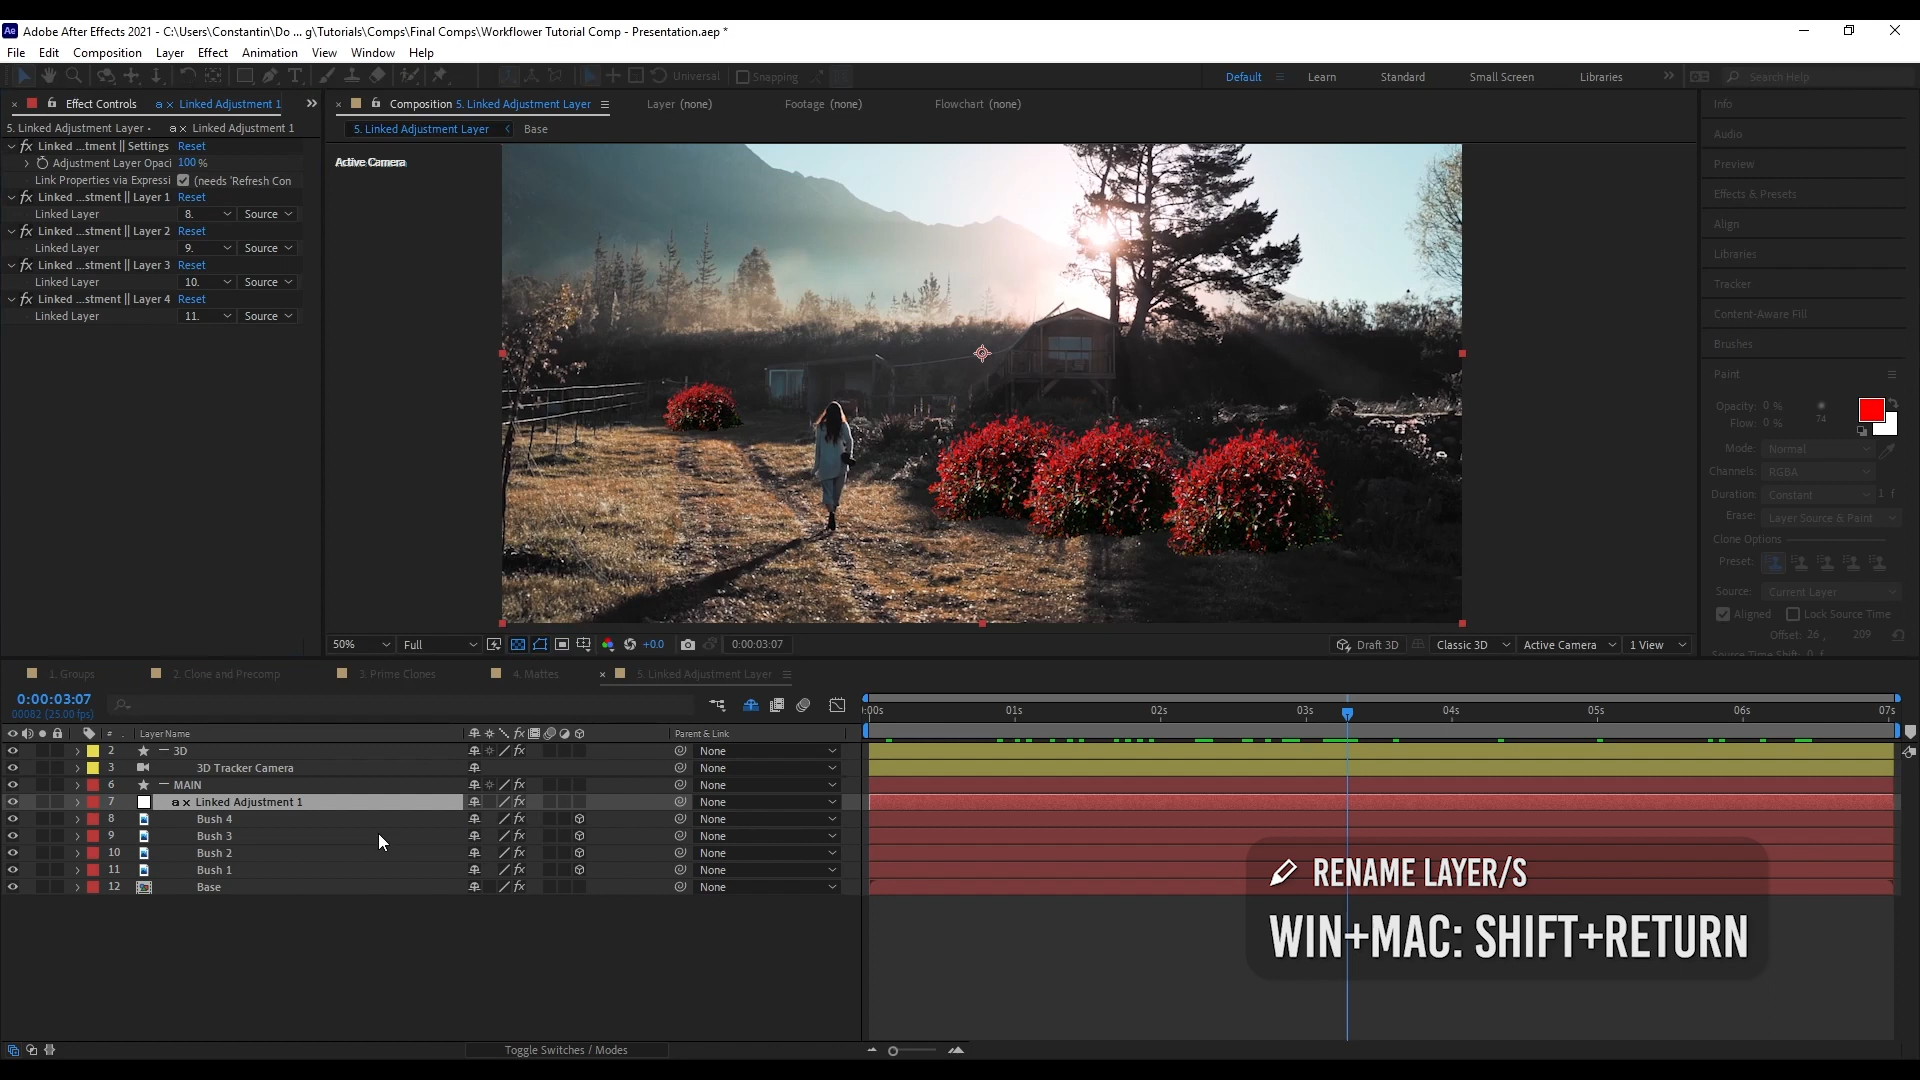 Adobe After Effects 2021 - C:\Users\Constantin\Do ... g\Tutorials\Comps\Final Comps\Workflower Tutorial Comp - Presentation.aep *
File Edit Composition Layer Effect Animation View Window Help
Universal Snapping Default Learn Standard Small Screen Libraries Search Help
Effect Controls a x Linked Adjustment 1
Composition 5. Linked Adjustment Layer Layer (none) Footage (none) Flowchart (none)
5. Linked Adjustment Layer • a x Linked Adjustment 1
5. Linked Adjustment Layer Base
Linked ...tment || Settings Reset
Adjustment Layer Opaci 100 %
Link Properties via Expressi (needs 'Refresh Con
Linked ...stment || Layer 1 Reset
Linked Layer 8. Source
Linked ...stment || Layer 2 Reset
Linked Layer 9. Source
Linked ...stment || Layer 3 Reset
Linked Layer 10. Source
Linked ...stment || Layer 4 Reset
Linked Layer 11. Source
Active Camera
Info
Audio
Preview
Effects & Presets
Align
Libraries
Tracker
Content-Aware Fill
Brushes
Paint
Opacity: 0 %
Flow: 0 %
74
Mode: Normal
Channels: RGBA
Duration: Constant 1 f
Erase: Layer Source & Paint
Clone Options
Preset:
Source: Current Layer
Aligned Lock Source Time
Offset: 26 , 209
Source Time Shift: 0 f
50% Full +0.0 0:00:03:07 Draft 3D Classic 3D Active Camera 1 View
1. Groups 2. Clone and Precomp 3. Prime Clones 4. Mattes 5. Linked Adjustment Layer
0:00:03:07
00082 (25.00 fps)
:00s 01s 02s 03s 04s 05s 06s 07s
# Layer Name Parent & Link
2 3D None
3 3D Tracker Camera None
6 MAIN None
7 a x Linked Adjustment 1 None
8 Bush 4 None
9 Bush 3 None
10 Bush 2 None
11 Bush 1 None
12 Base None
RENAME LAYER/S
WIN+MAC: SHIFT+RETURN
Toggle Switches / Modes